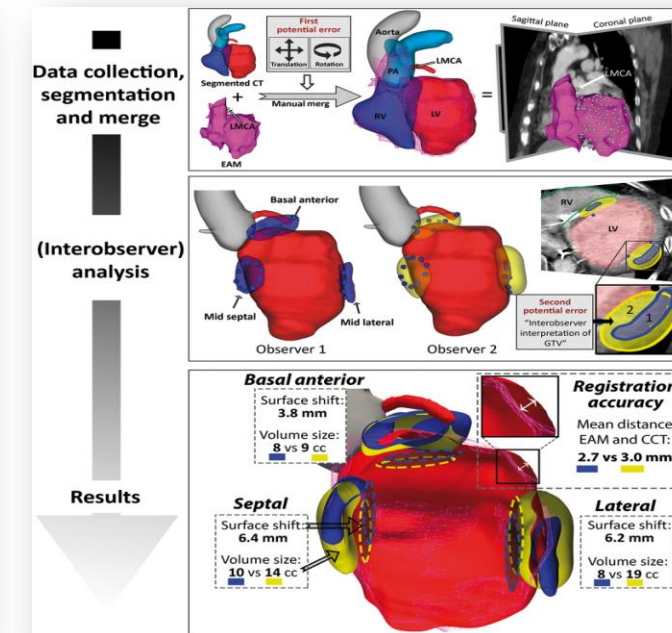 Data collection,
segmentation
and merge
(Interobserver)
analysis
Results
First
potential error
Translation
Rotation
Segmented CT
+
LMCA
EAM
Manual merg
Aorta
PA
LMCA
RV
LV
=
Sagittal plane
Coronal plane
LMCA
Basal anterior
Mid septal
Mid lateral
Observer 1
Observer 2
RV
LV
Second
potential error
"Interobserver
interpretation of
GTV"
2
1
Basal anterior
Surface shift:
3.8 mm
Volume size:
8 vs 9 cc
Registration
accuracy
Mean distance
EAM and CCT:
2.7 vs 3.0 mm
Septal
Surface shift:
6.4 mm
Volume size:
10 vs 14 cc
Lateral
Surface shift:
6.2 mm
Volume size:
8 vs 19 cc